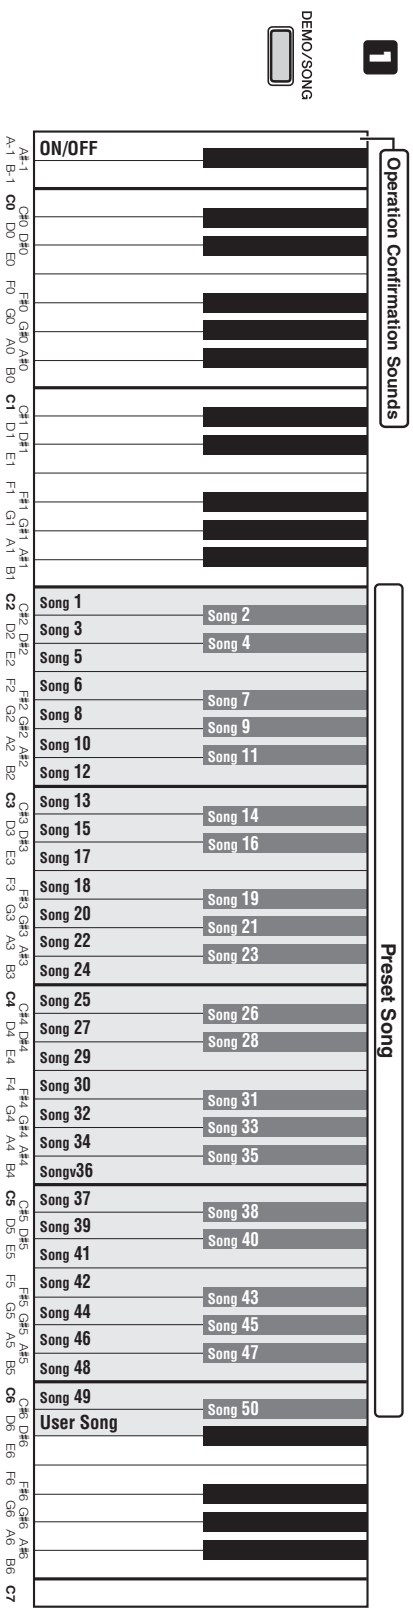 1
DEMO/SONG
Operation Confirmation Sounds
ON/OFF
Preset Song
Song 1
Song 2
Song 3
Song 4
Song 5
Song 6
Song 7
Song 8
Song 9
Song 10
Song 11
Song 12
Song 13
Song 14
Song 15
Song 16
Song 17
Song 18
Song 19
Song 20
Song 21
Song 22
Song 23
Song 24
Song 25
Song 26
Song 27
Song 28
Song 29
Song 30
Song 31
Song 32
Song 33
Song 34
Song 35
Songv36
Song 37
Song 38
Song 39
Song 40
Song 41
Song 42
Song 43
Song 44
Song 45
Song 46
Song 47
Song 48
Song 49
Song 50
User Song
A#-1 C#0 D#0 F#0 G#0 A#0 C#1 D#1 F#1 G#1 A#1 C#2 D#2 F#2 G#2 A#2 C#3 D#3 F#3 G#3 A#3 C#4 D#4 F#4 G#4 A#4 C#5 D#5 F#5 G#5 A#5 C#6 D#6 F#6 G#6 A#6
A-1 B-1 C0 D0 E0 F0 G0 A0 B0 C1 D1 E1 F1 G1 A1 B1 C2 D2 E2 F2 G2 A2 B2 C3 D3 E3 F3 G3 A3 B3 C4 D4 E4 F4 G4 A4 B4 C5 D5 E5 F5 G5 A5 B5 C6 D6 E6 F6 G6 A6 B6 C7